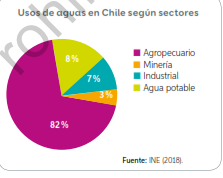 Usos de aguas en Chile según sectores
8%
7%
3%
82%
Agropecuario
Minería
Industrial
Agua potable
Fuente: INE (2018).